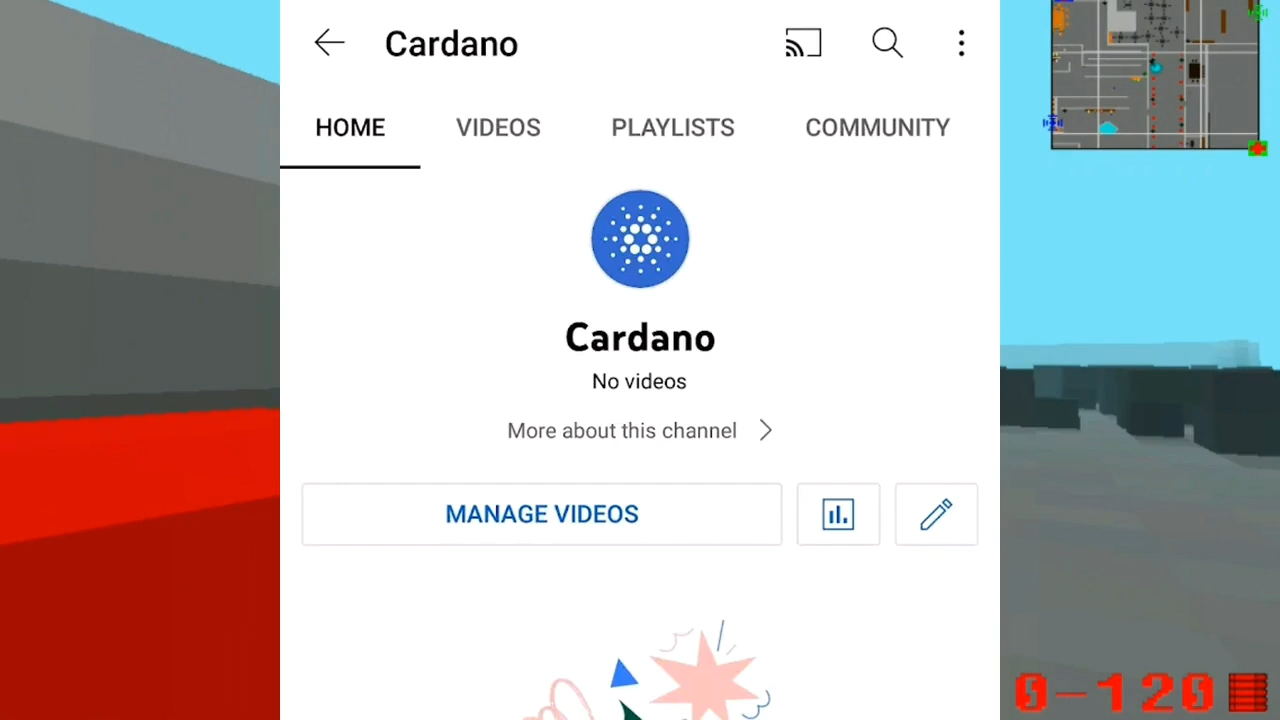 Cardano
HOME VIDEOS PLAYLISTS COMMUNITY
Cardano
No videos
More about this channel
MANAGE VIDEOS
0-120